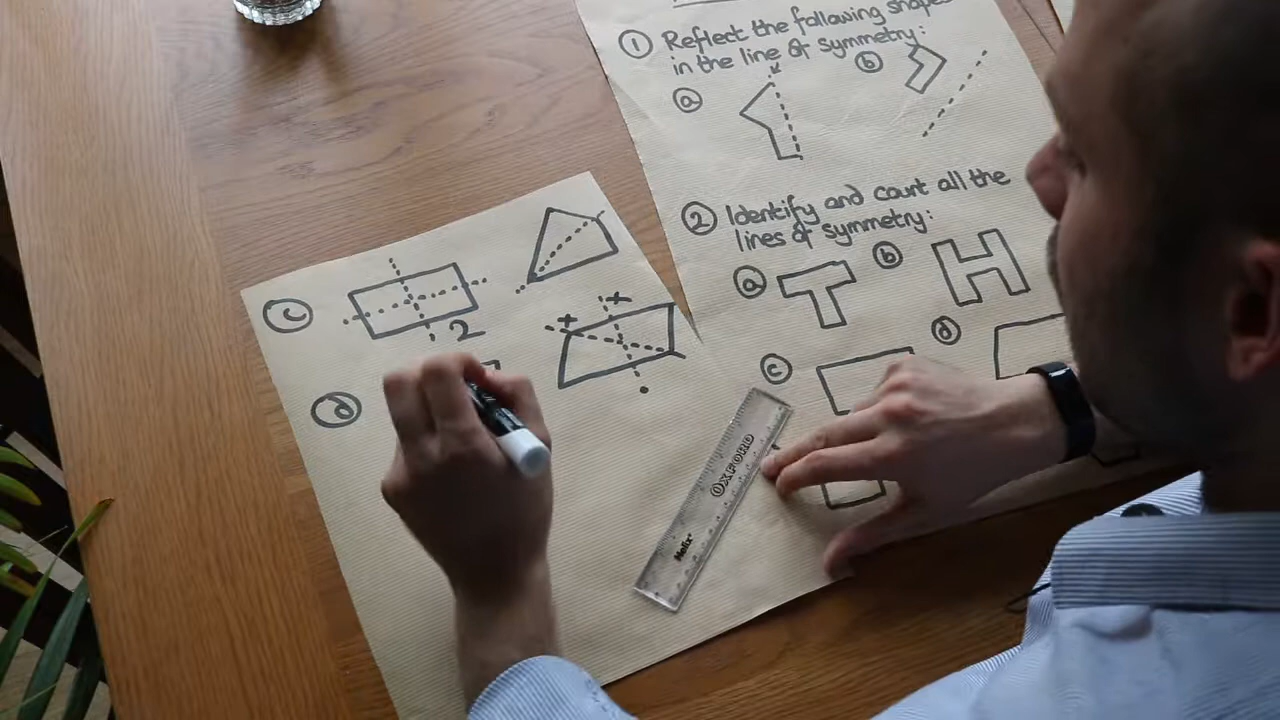 ① Reflect the following shapes
in the line of symmetry:
ⓐ
ⓑ
② Identify and count all the
lines of symmetry:
ⓐ
ⓑ
ⓒ
ⓓ
ⓒ
2
ⓓ
OXFORD
Helix